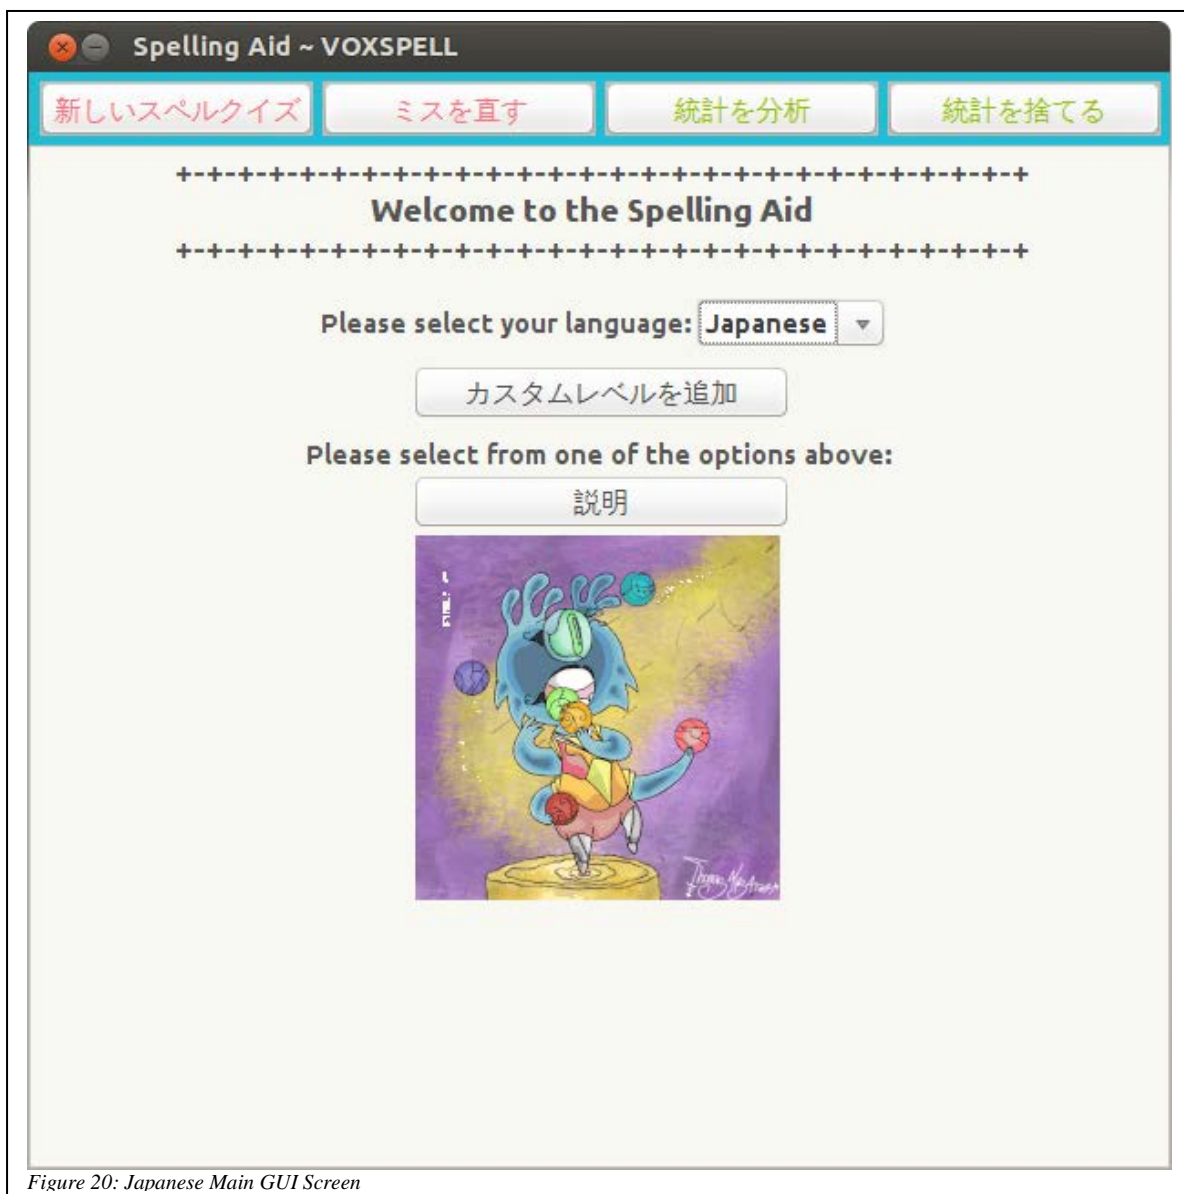 Spelling Aid ~ VOXSPELL
新しいスペルクイズ ミスを直す 統計を分析 統計を捨てる
+-+-+-+-+-+-+-+-+-+-+-+-+-+-+-+-+-+-+-+-+-+-+-+-+-+-+-+
Welcome to the Spelling Aid
+-+-+-+-+-+-+-+-+-+-+-+-+-+-+-+-+-+-+-+-+-+-+-+-+-+-+-+
Please select your language: Japanese
カスタムレベルを追加
Please select from one of the options above:
説明
Figure 20: Japanese Main GUI Screen